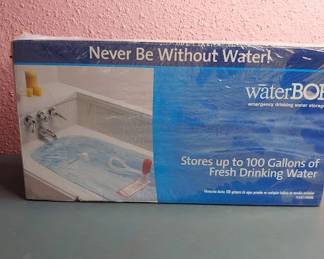 Never Be Without Water!
waterBOB
emergency drinking water storage
Stores up to 100 Gallons of
Fresh Drinking Water